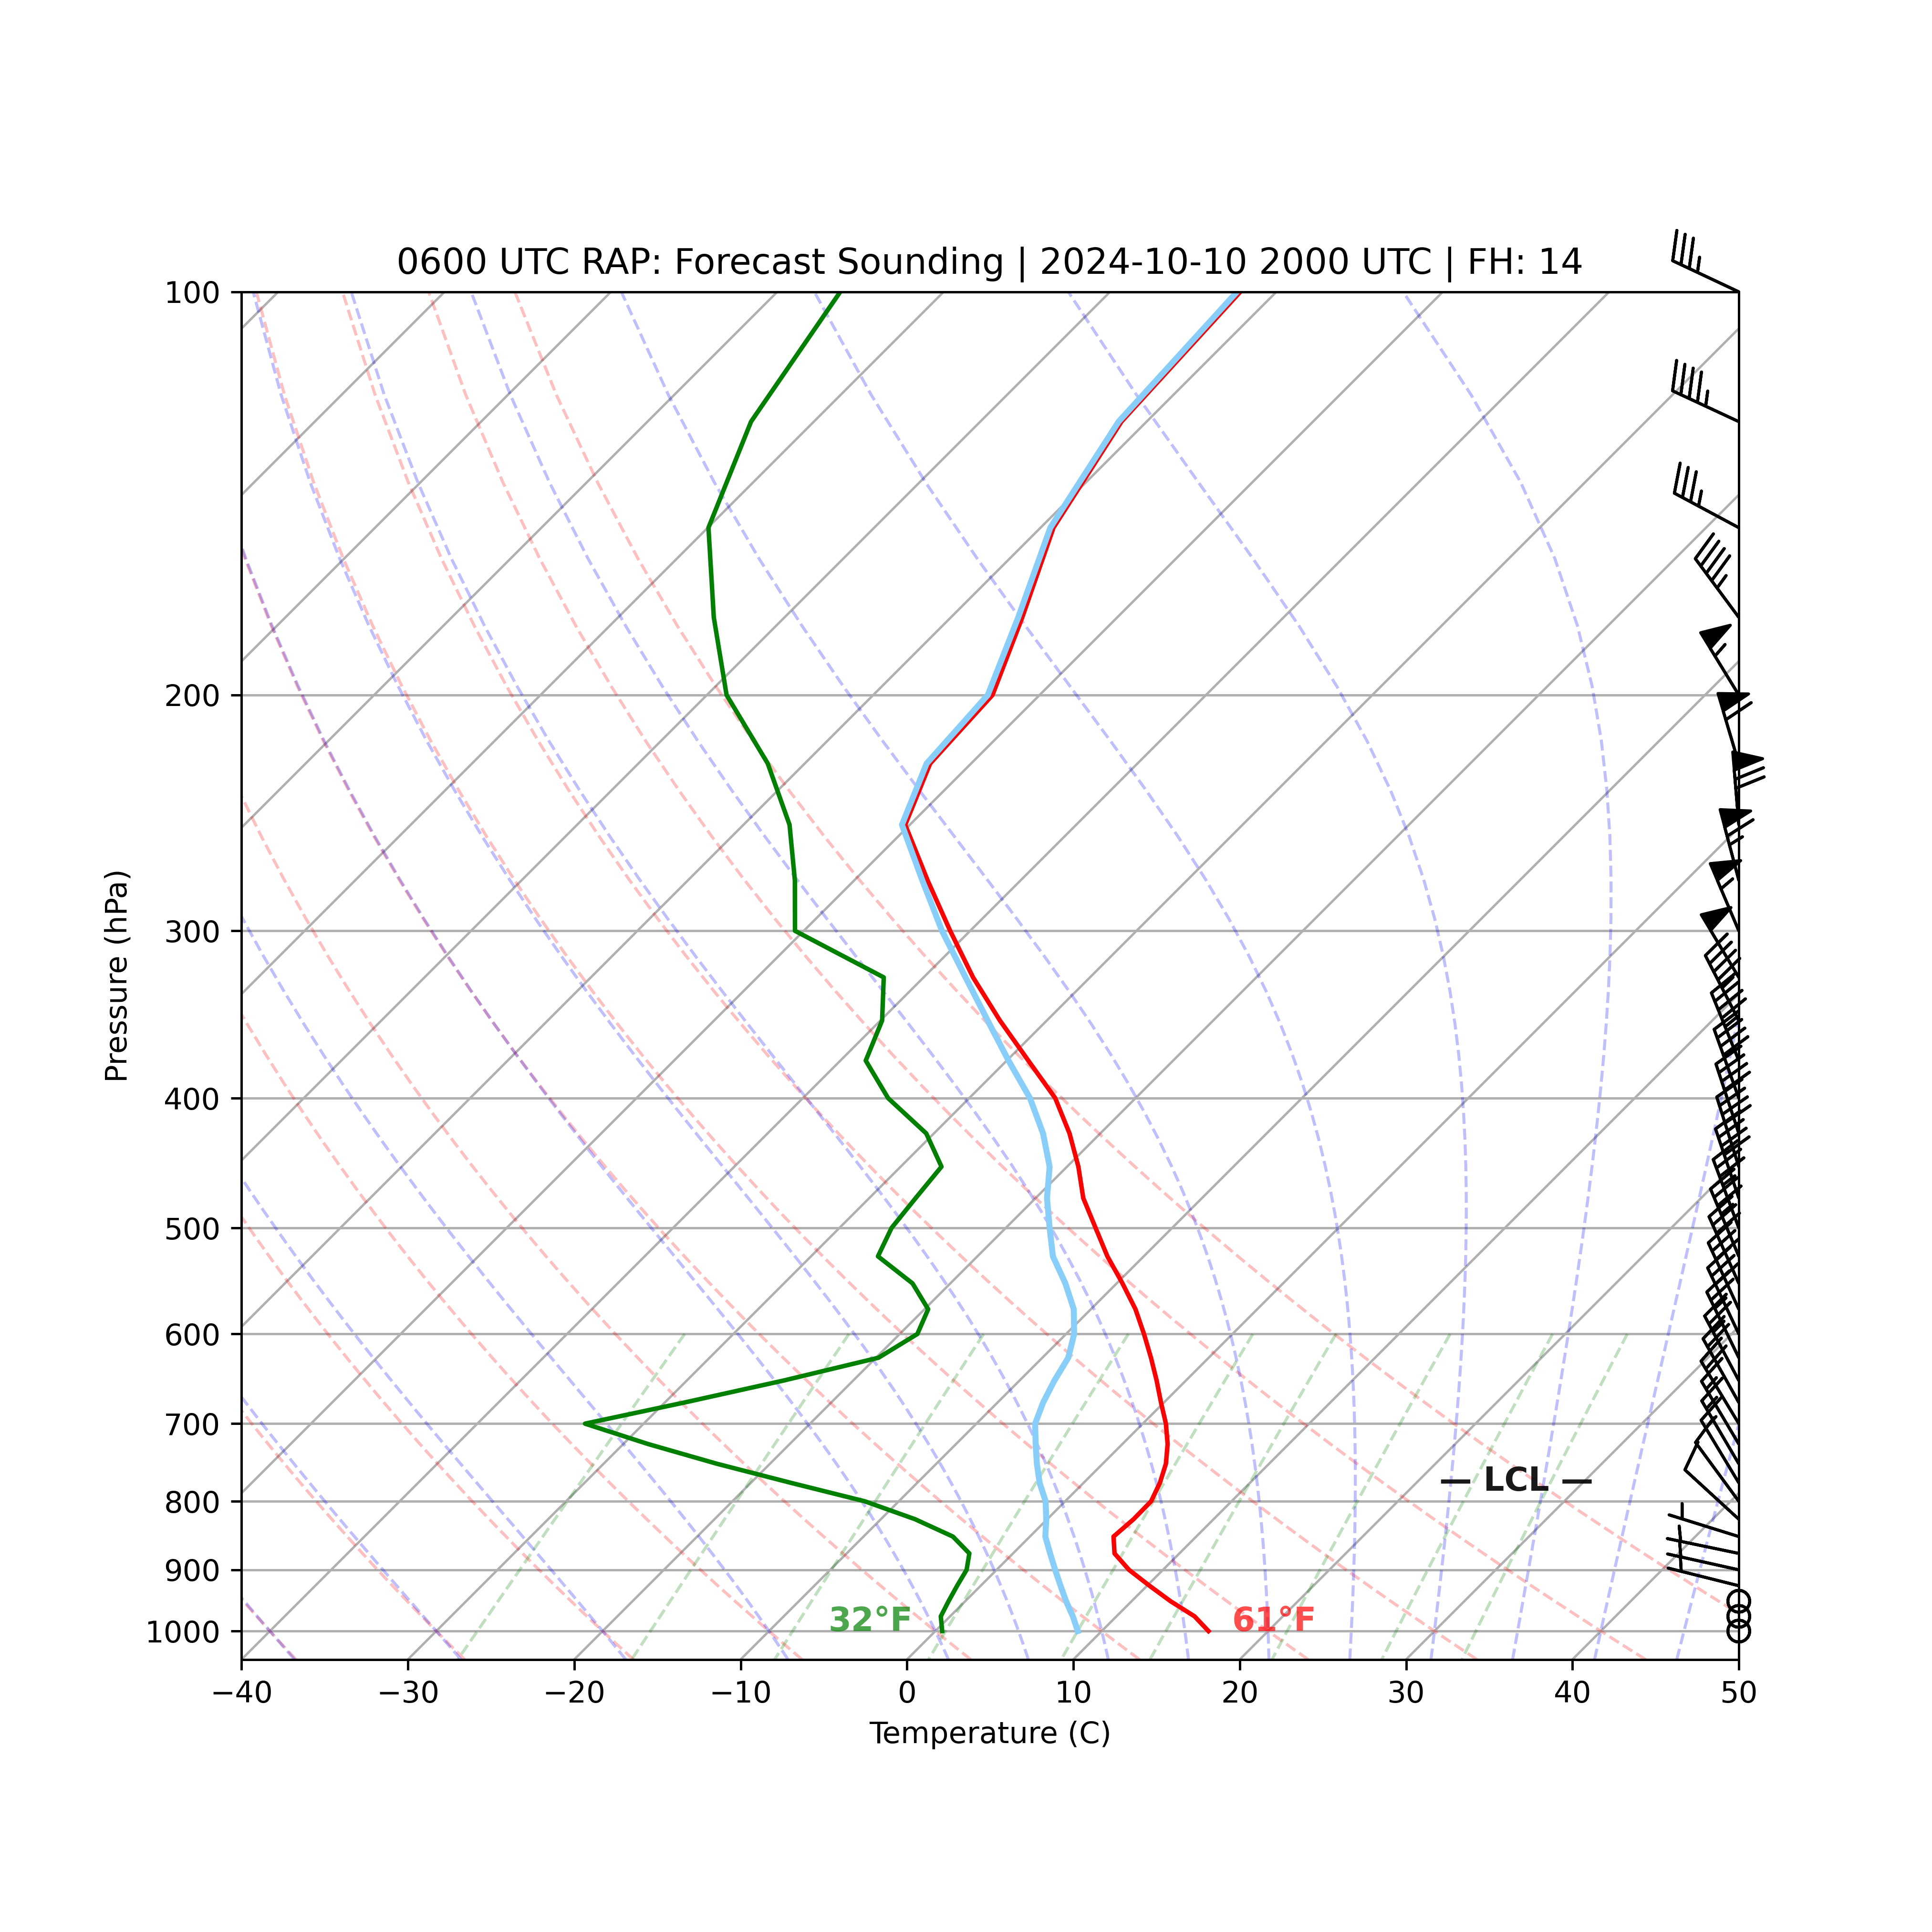 0600 UTC RAP: Forecast Sounding | 2024-10-10 2000 UTC | FH: 14
100
200
300
400
500
600
700
800
900
1000
Pressure (hPa)
— LCL —
32°F
61°F
−40 −30 −20 −10 0 10 20 30 40 50
Temperature (C)